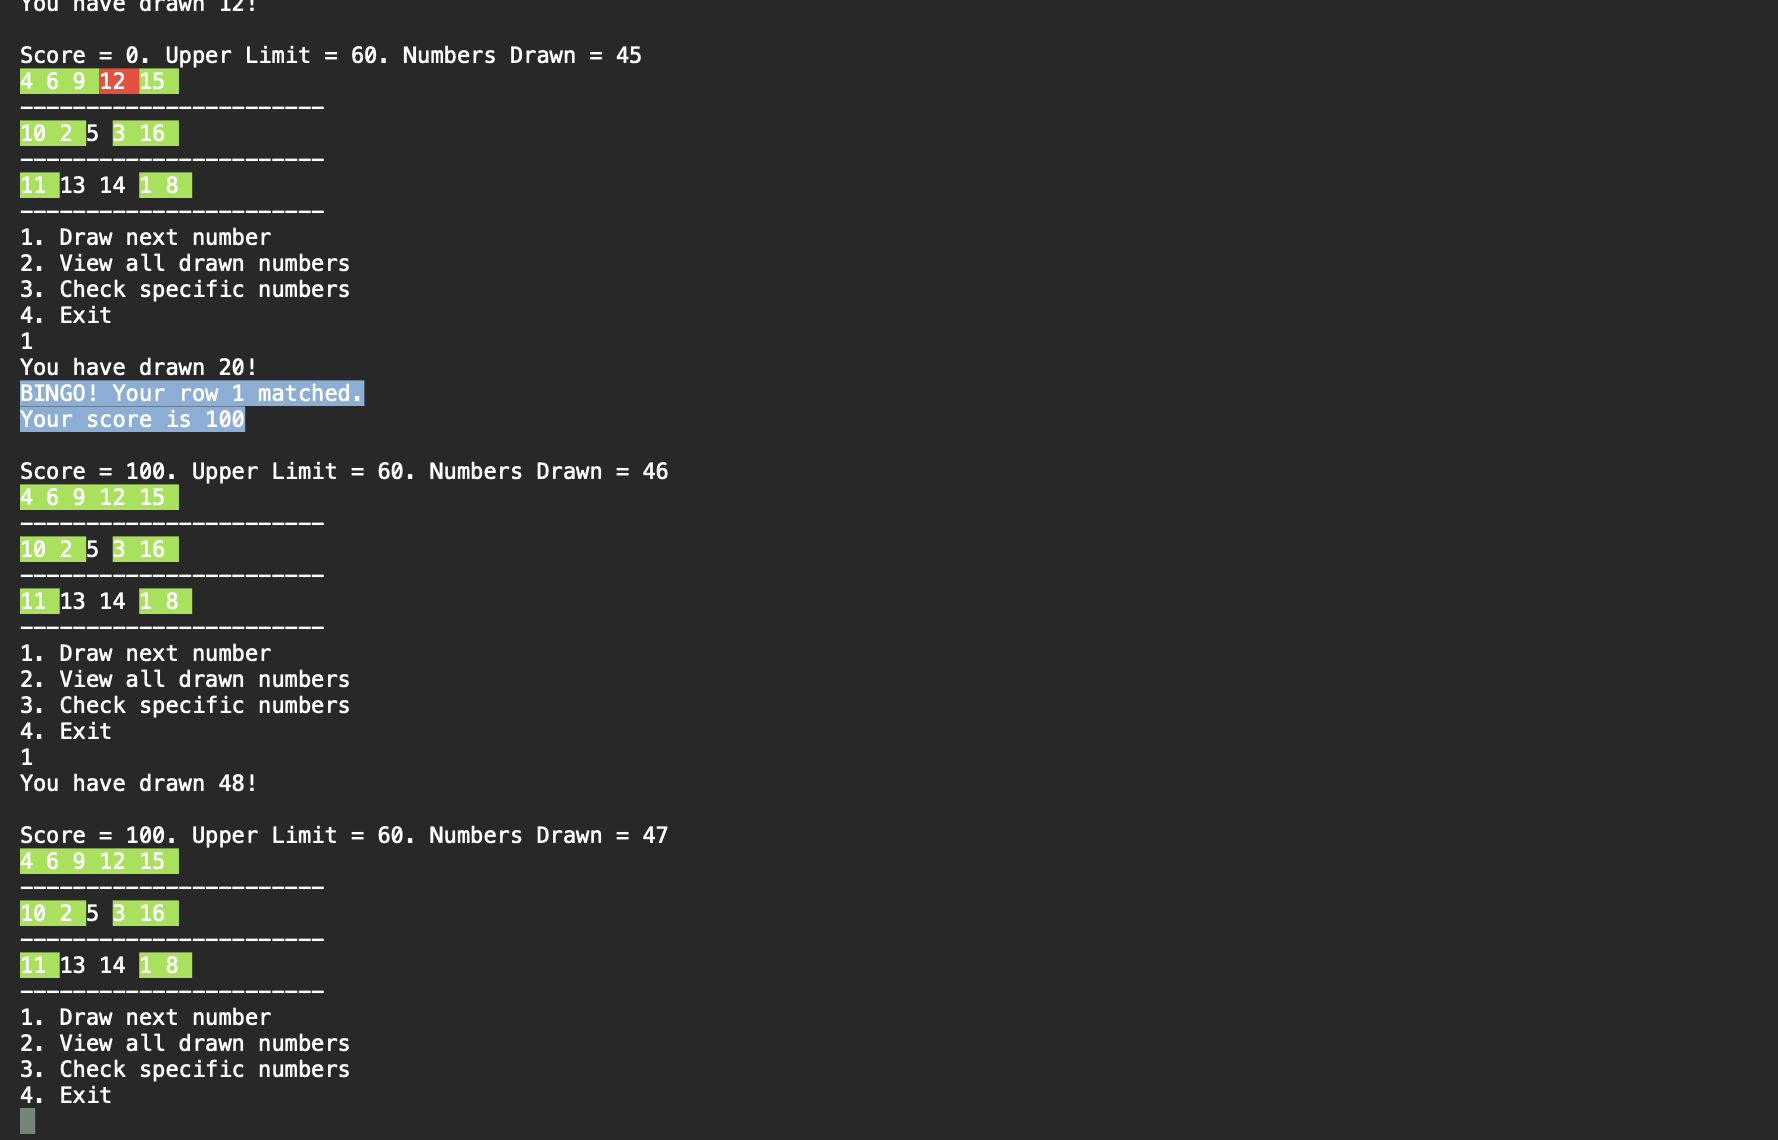 You have drawn 12!
Score = 0. Upper Limit = 60. Numbers Drawn = 45
4 6 9 12 15
-----------------------
10 2 5 3 16
-----------------------
11 13 14 1 8
-----------------------
1. Draw next number
2. View all drawn numbers
3. Check specific numbers
4. Exit
1
You have drawn 20!
BINGO! Your row 1 matched.
Your score is 100
Score = 100. Upper Limit = 60. Numbers Drawn = 46
4 6 9 12 15
-----------------------
10 2 5 3 16
-----------------------
11 13 14 1 8
-----------------------
1. Draw next number
2. View all drawn numbers
3. Check specific numbers
4. Exit
1
You have drawn 48!
Score = 100. Upper Limit = 60. Numbers Drawn = 47
4 6 9 12 15
-----------------------
10 2 5 3 16
-----------------------
11 13 14 1 8
-----------------------
1. Draw next number
2. View all drawn numbers
3. Check specific numbers
4. Exit